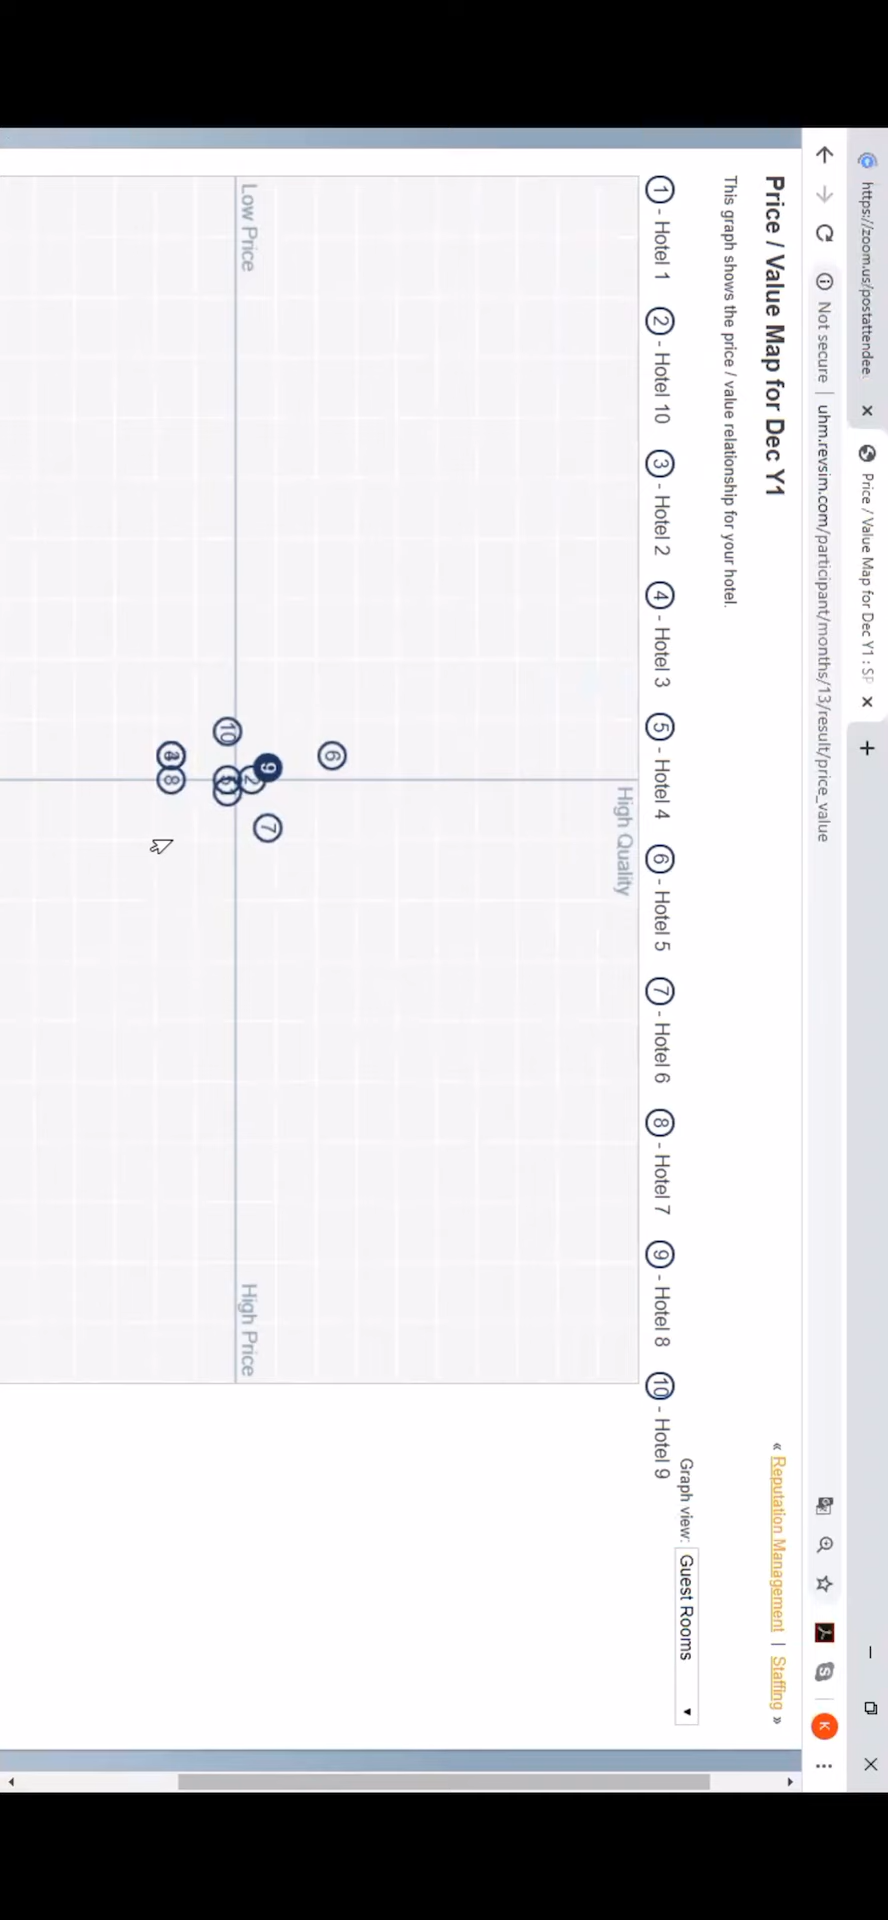 https://zoom.us/postattendee
Price / Value Map for Dec Y1 : SP
Not secure | uhm.revsim.com/participant/months/13/result/price_value
K
Price / Value Map for Dec Y1
« Reputation Management | Staffing »
This graph shows the price / value relationship for your hotel.
Graph view: Guest Rooms
1 - Hotel 1 2 - Hotel 10 3 - Hotel 2 4 - Hotel 3 5 - Hotel 4 6 - Hotel 5 7 - Hotel 6 8 - Hotel 7 9 - Hotel 8 10 - Hotel 9
High Quality
6
9 7
2
Low Price
High Price
10
8